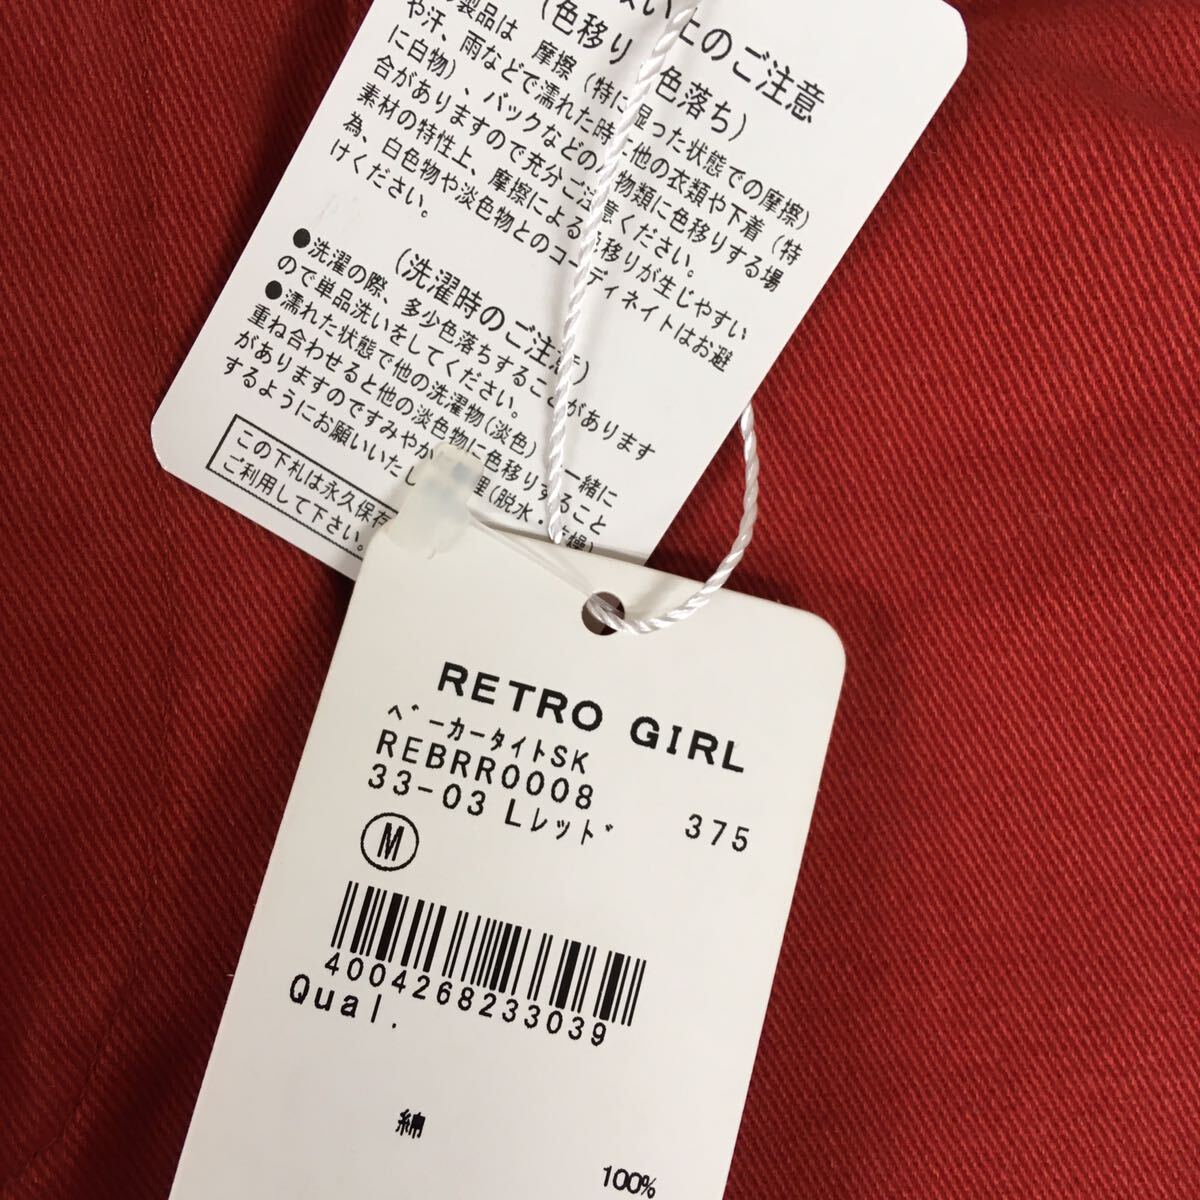 い上のご注意
(色移り 色落ち)
製品は 摩擦(特に湿った状態での摩擦)
や汗、雨などで濡れた時に他の衣類や下着(特
に白物)、バックなどの小物類に色移りする場
合がありますので充分ご注意ください。
素材の特性上、摩擦による色移りが生じやすい
為、白色物や淡色物とのコーディネイトはお避
けください。
(洗濯時のご注意)
●洗濯の際、多少色落ちすることがあります
ので単品洗いをしてください。
●濡れた状態で他の洗濯物(淡色) 一緒に
重ね合わせると他の淡色物に色移りすること
がありますのですみやか 理(脱水・乾燥)
するようにお願いいたし
この下札は永久保存
ご利用して下さい。
RETRO GIRL
ベーカータイトSK
REBRR0008
33-03 Lレッド 375
M
4004268233039
Qual.
綿
100%